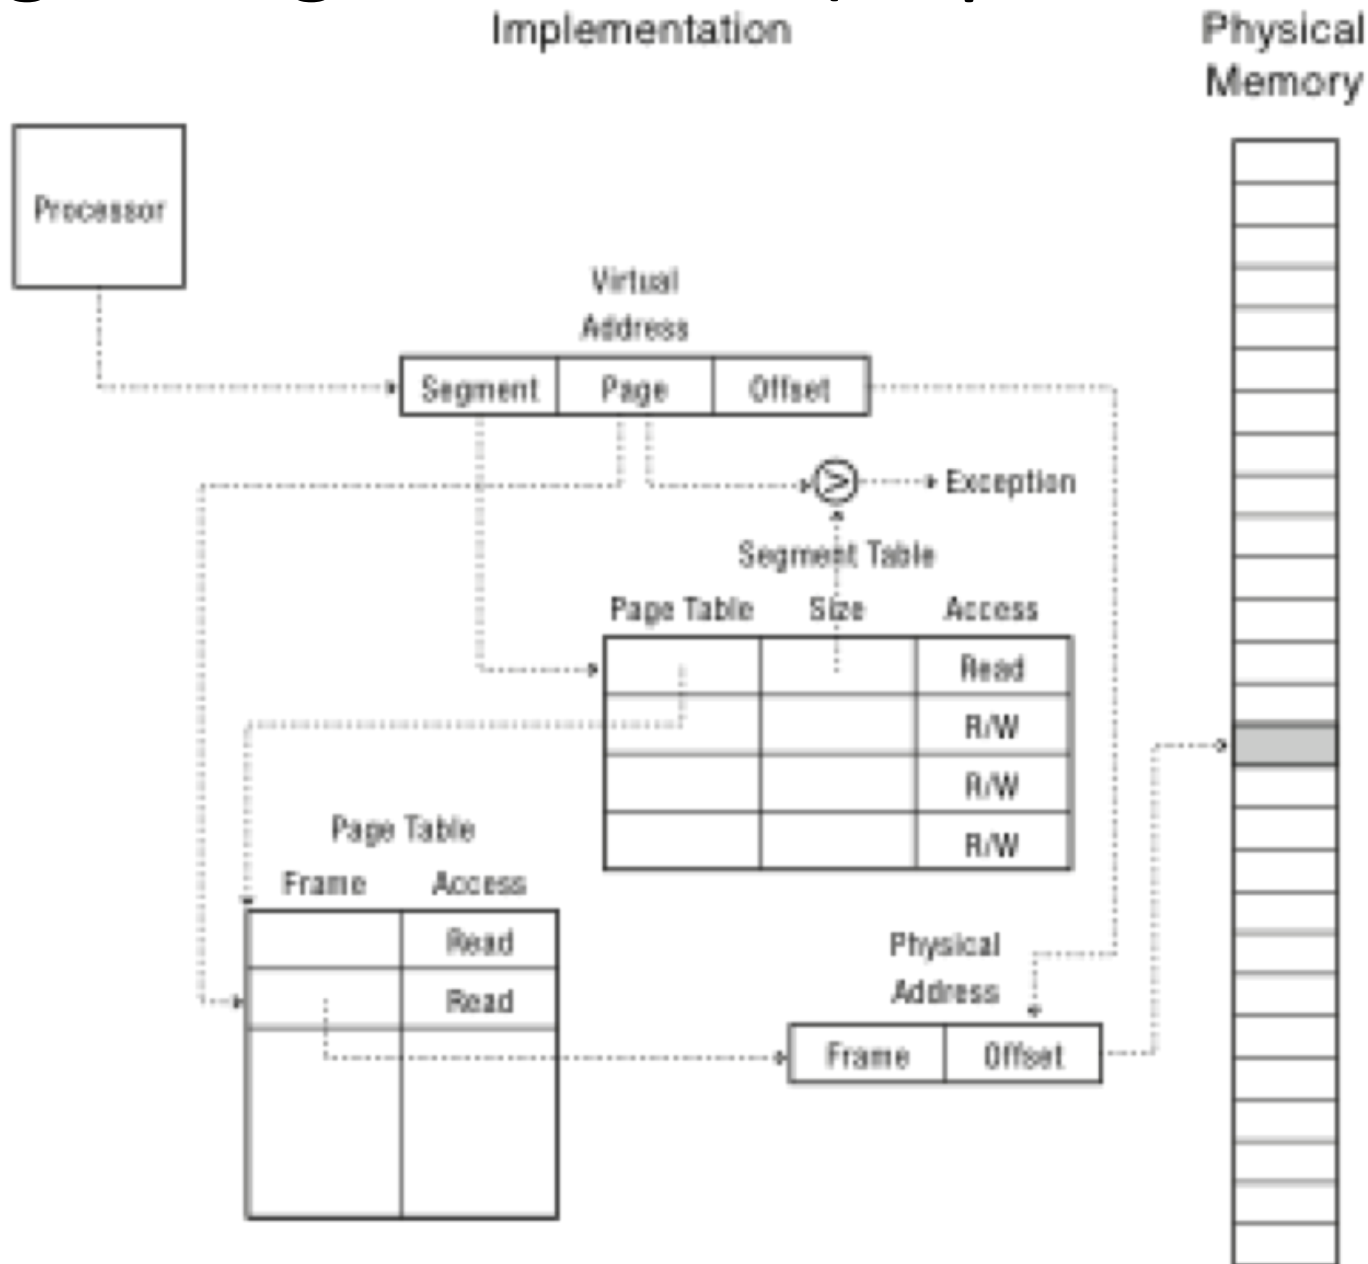 Implementation
Physical
Memory
Processor
Virtual
Address
Segment
Page
Offset
Exception
Segment Table
Page Table
Size
Access
Read
R/W
R/W
R/W
Page Table
Frame
Access
Read
Read
Physical
Address
Frame
Offset